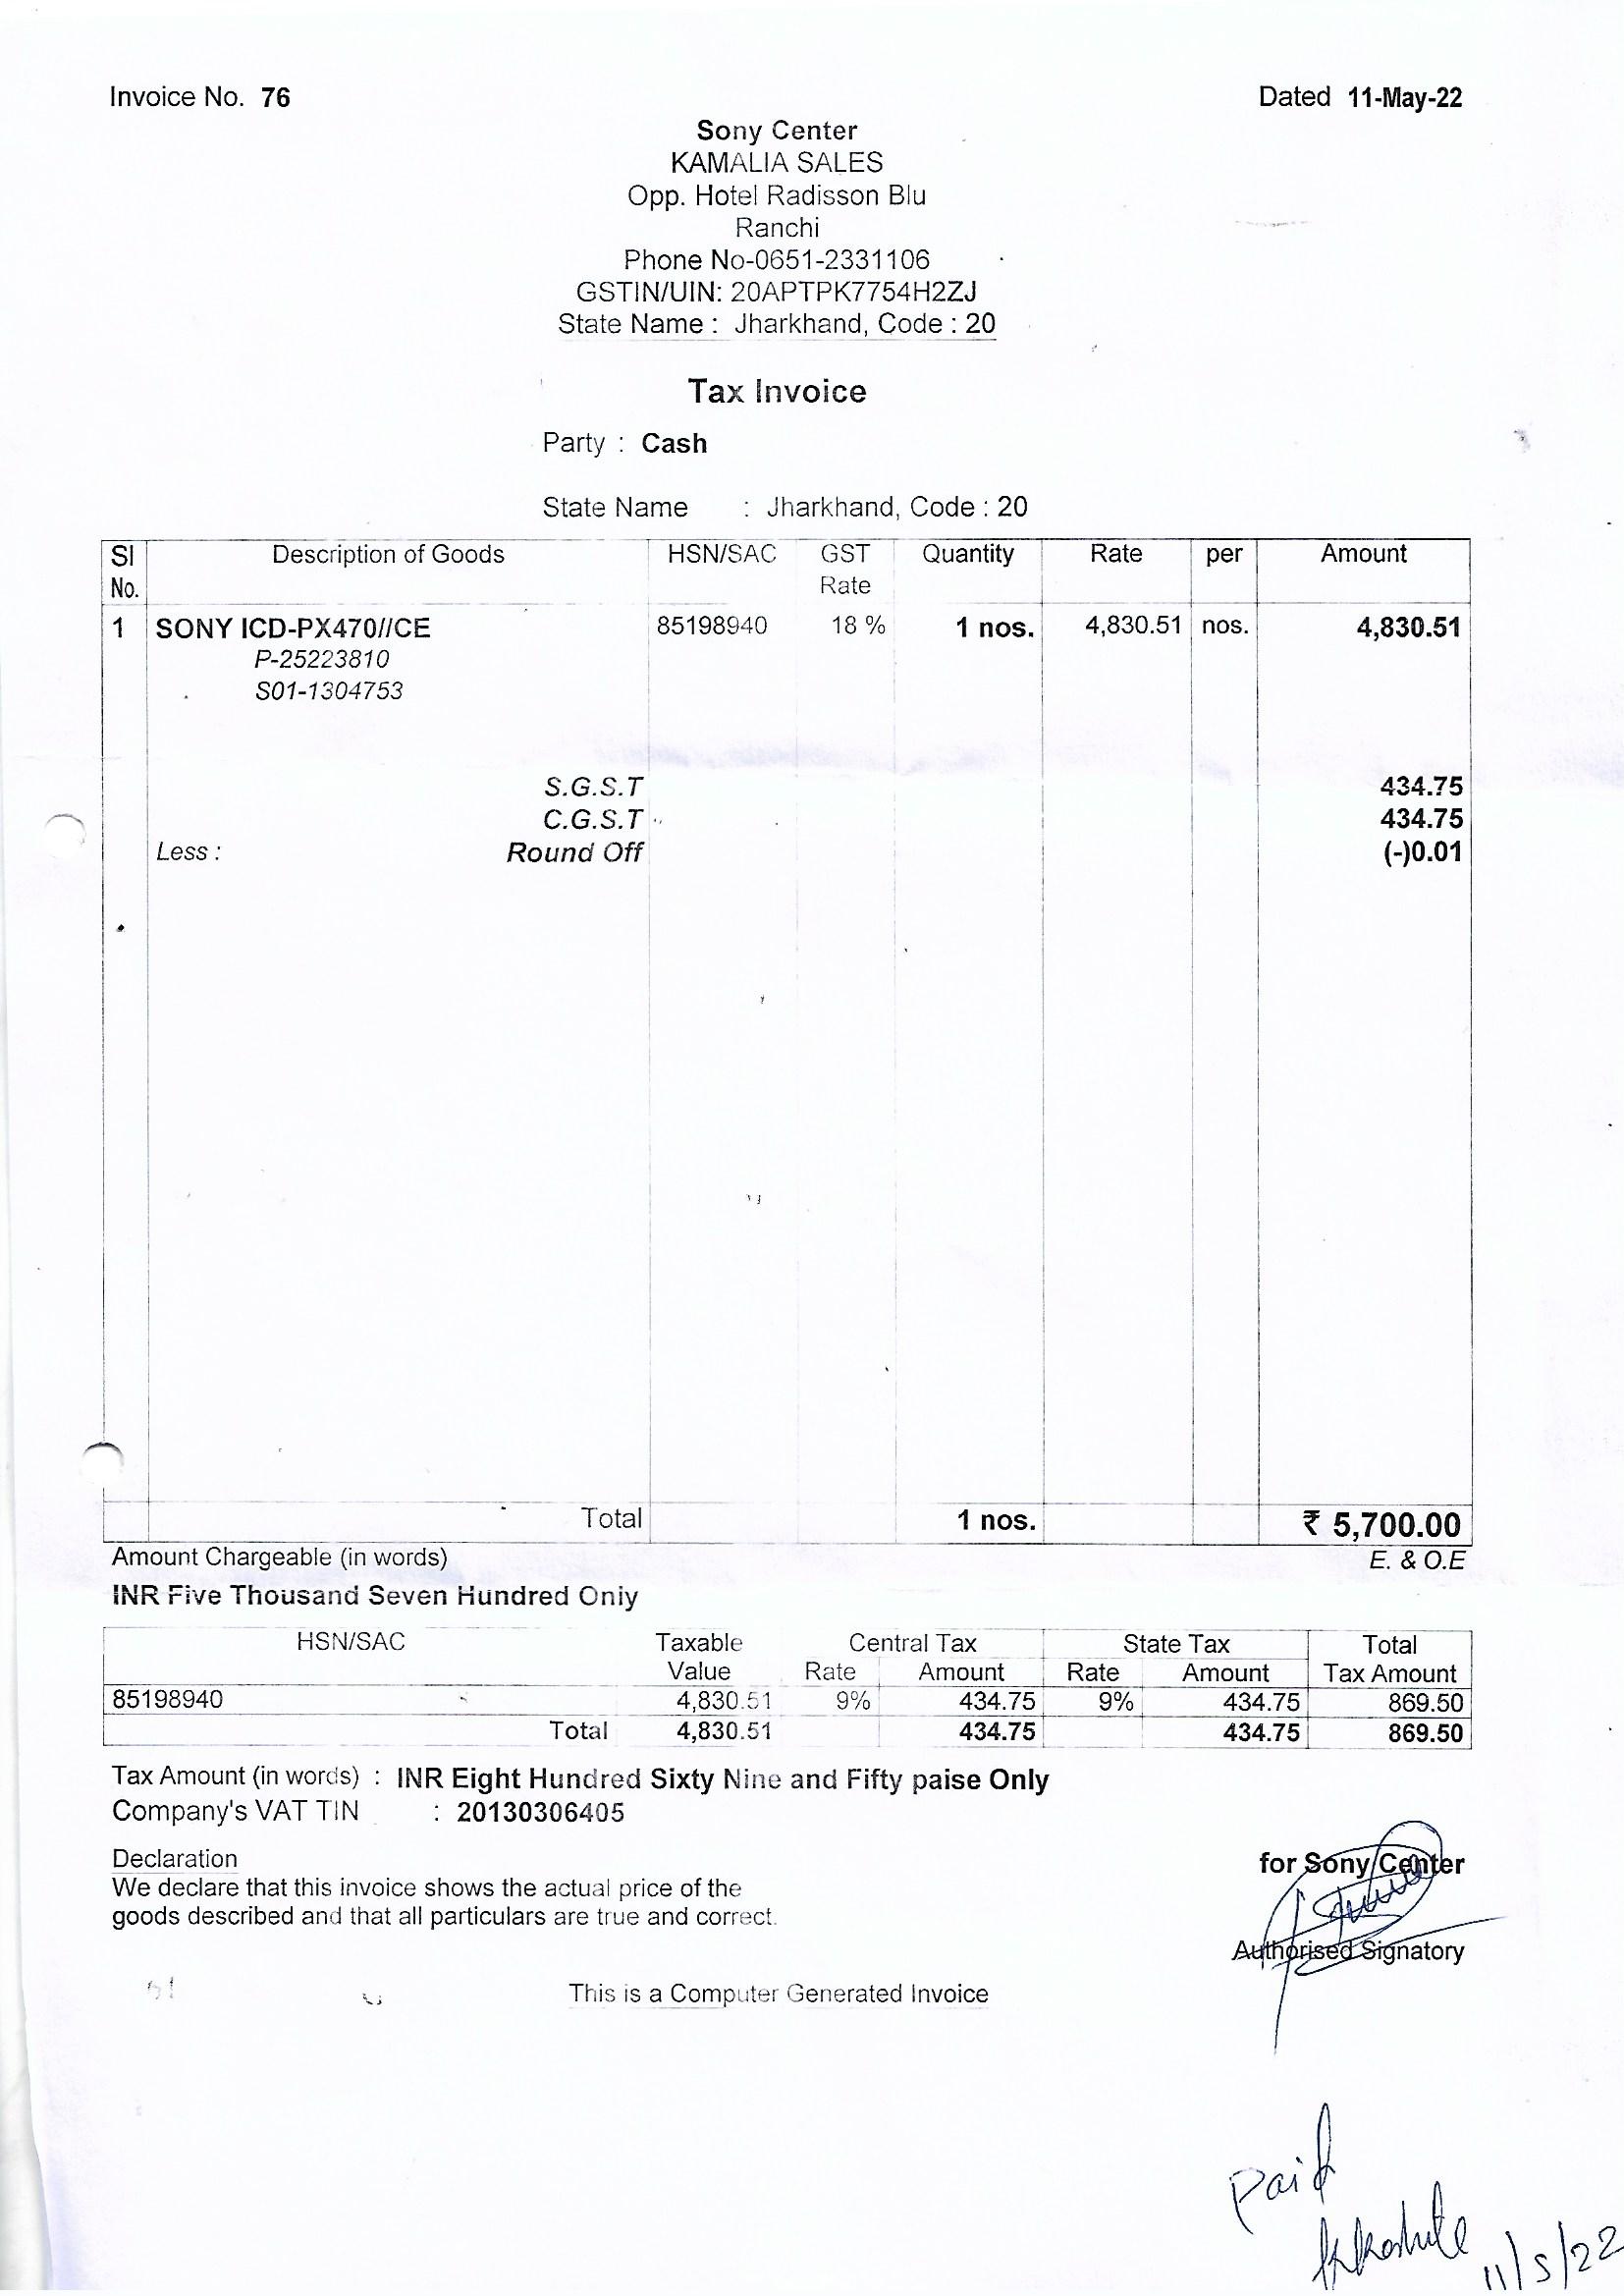 Invoice No. 76
Dated 11-May-22
Sony Center
KAMALIA SALES
Opp. Hotel Radisson Blu
Ranchi
Phone No-0651-2331106
GSTIN/UIN: 20APTPK7754H2ZJ
State Name : Jharkhand, Code : 20
Tax Invoice
Party : Cash
State Name : Jharkhand, Code : 20
Sl No. Description of Goods HSN/SAC GST Rate Quantity Rate per Amount
1 SONY ICD-PX470//CE 85198940 18 % 1 nos. 4,830.51 nos. 4,830.51
P-25223810
S01-1304753
S.G.S.T 434.75
C.G.S.T 434.75
Less : Round Off (-)0.01
Total 1 nos. ₹ 5,700.00
Amount Chargeable (in words) E. & O.E
INR Five Thousand Seven Hundred Only
HSN/SAC Taxable Central Tax State Tax Total
Value Rate Amount Rate Amount Tax Amount
85198940 4,830.51 9% 434.75 9% 434.75 869.50
Total 4,830.51 434.75 434.75 869.50
Tax Amount (in words) : INR Eight Hundred Sixty Nine and Fifty paise Only
Company's VAT TIN : 20130306405
Declaration
We declare that this invoice shows the actual price of the
goods described and that all particulars are true and correct.
for Sony Center
Authorised Signatory
This is a Computer Generated Invoice
Paid
11/5/22